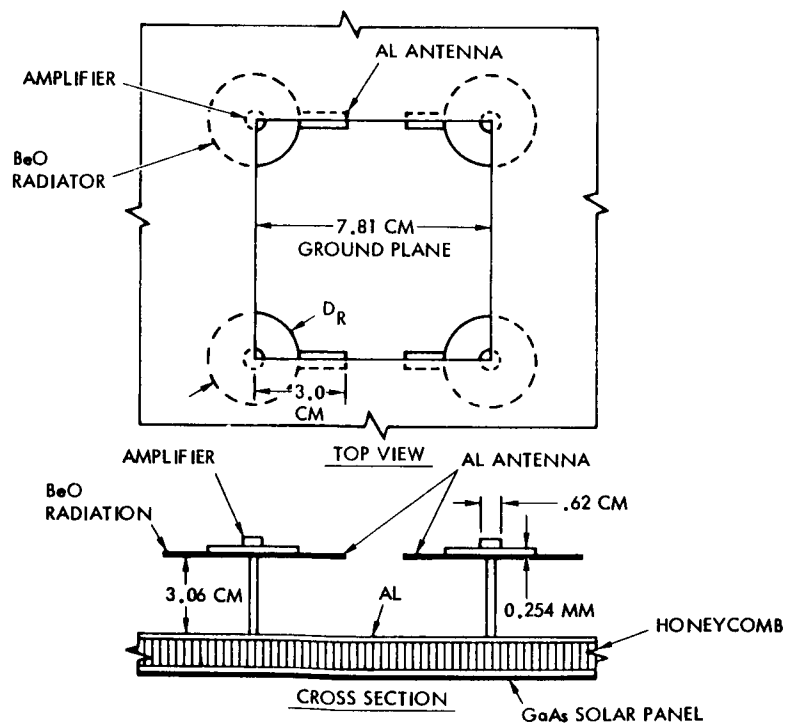 AL ANTENNA
AMPLIFIER
BeO
RADIATOR
7.81 CM
GROUND PLANE
D_R
3.0
CM
TOP VIEW
AMPLIFIER
AL ANTENNA
BeO
RADIATION
.62 CM
3.06 CM
AL
0.254 MM
HONEYCOMB
CROSS SECTION
GaAs SOLAR PANEL